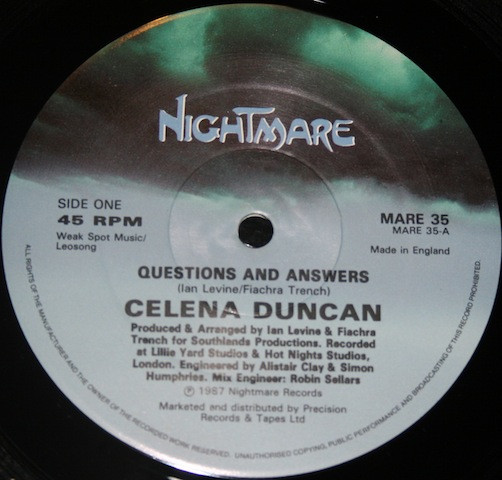 NIGHTMARE
SIDE ONE
45 RPM
Weak Spot Music/
Leosong
MARE 35
MARE 35-A
Made in England
QUESTIONS AND ANSWERS
(Ian Levine/Fiachra Trench)
CELENA DUNCAN
Produced & Arranged by Ian Levine & Fiachra
Trench for Southlands Productions. Recorded
at Lillie Yard Studios & Hot Nights Studios,
London. Engineered by Alistair Clay & Simon
Humphries. Mix Engineer: Robin Sellars
℗ 1987 Nightmare Records
Marketed and distributed by Precision
Records & Tapes Ltd
ALL RIGHTS OF THE MANUFACTURER AND THE OWNER OF THE RECORDED WORK RESERVED. UNAUTHORISED COPYING, PUBLIC PERFORMANCE AND BROADCASTING OF THIS RECORD PROHIBITED.